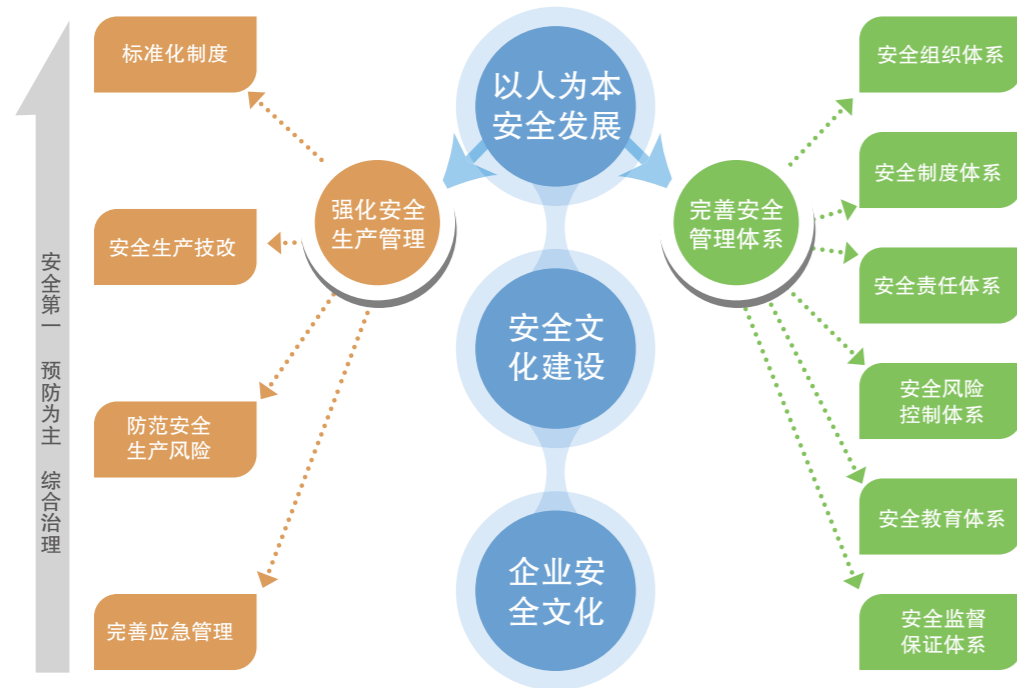 安全第一 预防为主 综合治理
标准化制度
安全生产技改
防范安全
生产风险
完善应急管理
强化安全
生产管理
以人为本
安全发展
安全文
化建设
企业安
全文化
完善安全
管理体系
安全组织体系
安全制度体系
安全责任体系
安全风险
控制体系
安全教育体系
安全监督
保证体系